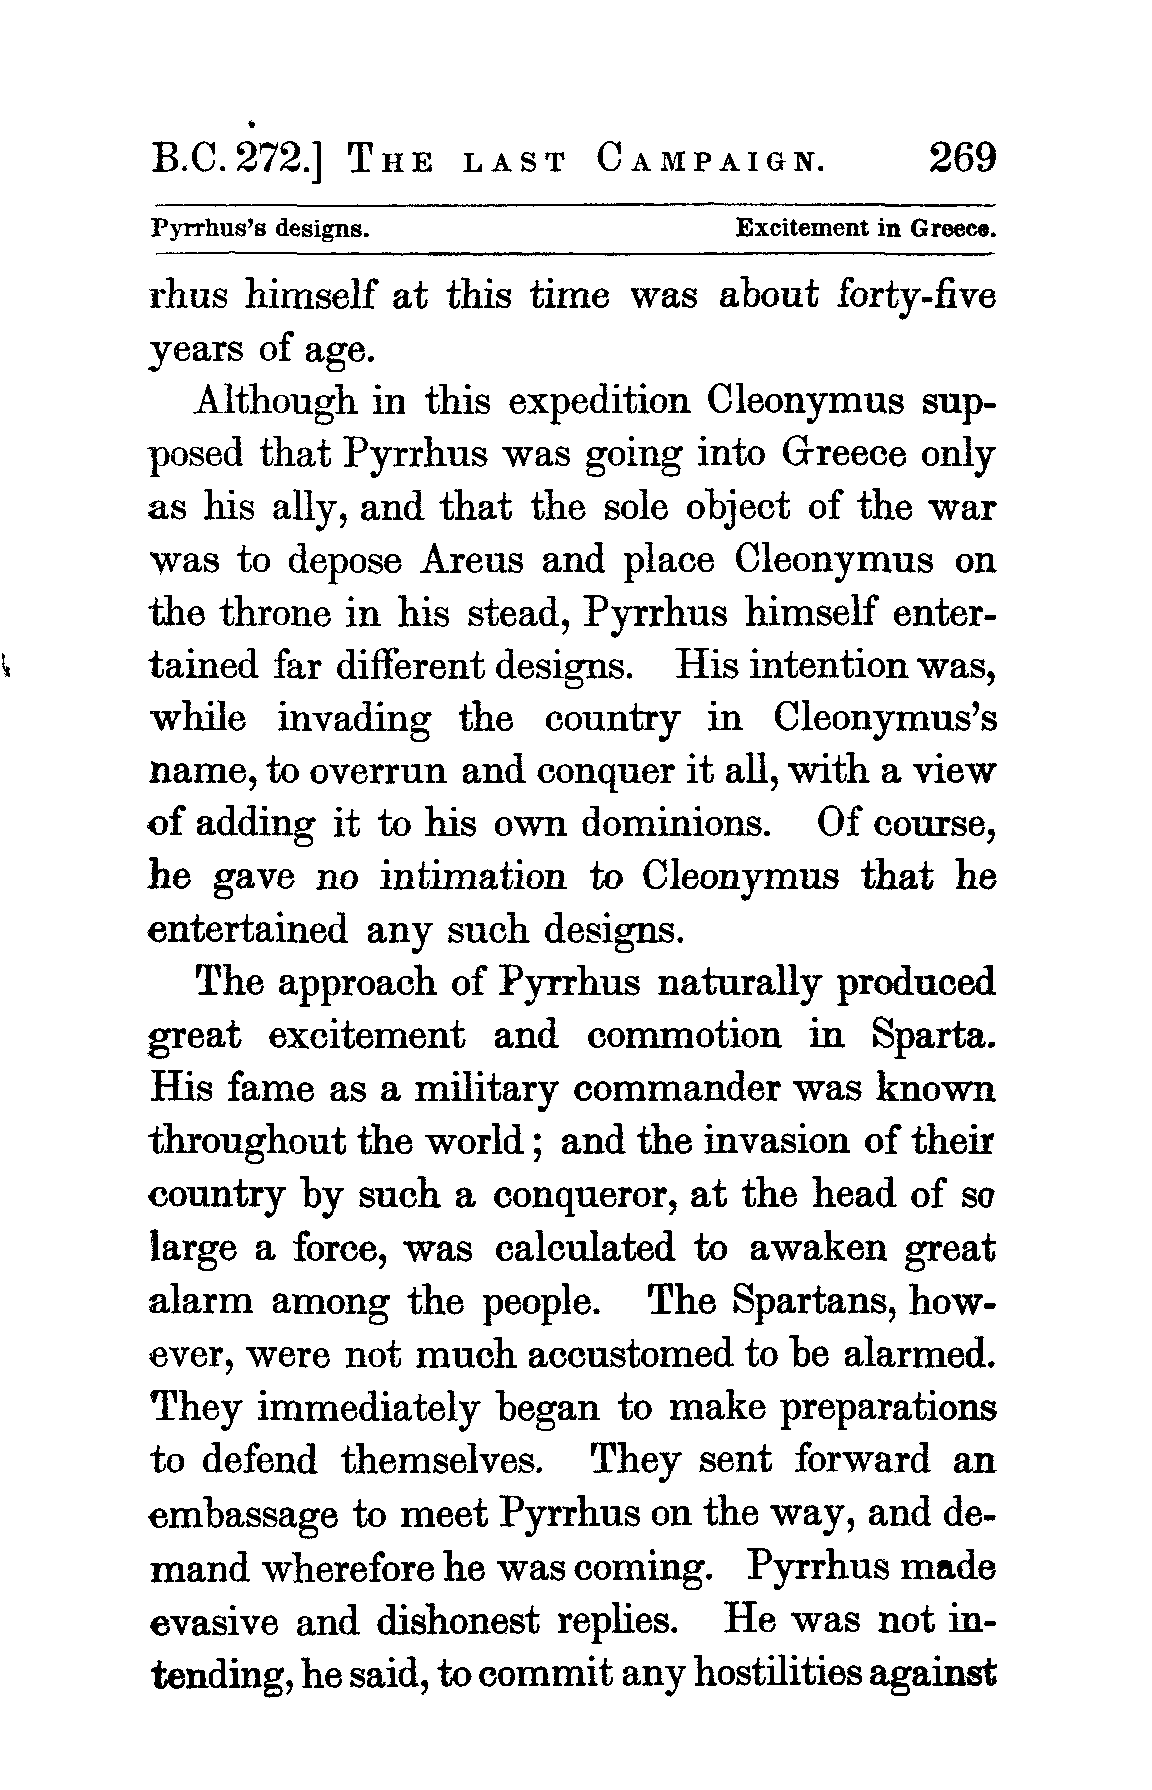 B.C. 272.] THE LAST CAMPAIGN. 269
Pyrrhus's designs. Excitement in Greece.
rhus himself at this time was about forty-five
years of age.
Although in this expedition Cleonymus sup-
posed that Pyrrhus was going into Greece only
as his ally, and that the sole object of the war
was to depose Areus and place Cleonymus on
the throne in his stead, Pyrrhus himself enter-
tained far different designs. His intention was,
while invading the country in Cleonymus's
name, to overrun and conquer it all, with a view
of adding it to his own dominions. Of course,
he gave no intimation to Cleonymus that he
entertained any such designs.
The approach of Pyrrhus naturally produced
great excitement and commotion in Sparta.
His fame as a military commander was known
throughout the world; and the invasion of their
country by such a conqueror, at the head of so
large a force, was calculated to awaken great
alarm among the people. The Spartans, how-
ever, were not much accustomed to be alarmed.
They immediately began to make preparations
to defend themselves. They sent forward an
embassage to meet Pyrrhus on the way, and de-
mand wherefore he was coming. Pyrrhus made
evasive and dishonest replies. He was not in-
tending, he said, to commit any hostilities against